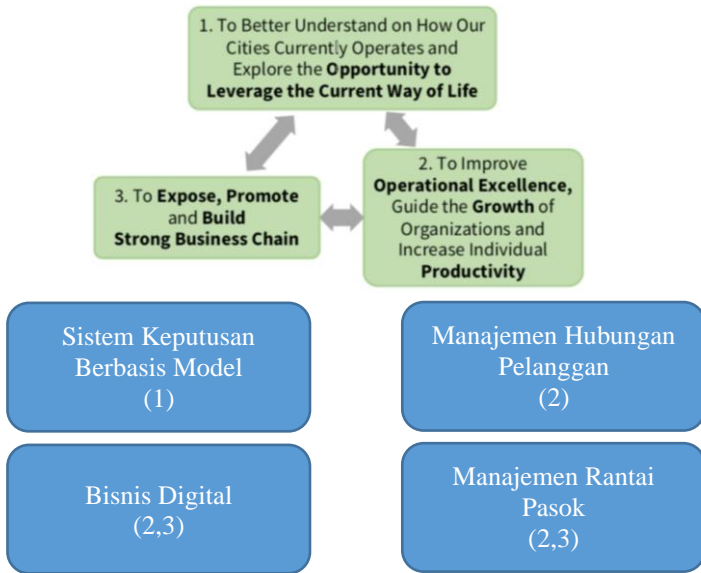 1. To Better Understand on How Our
Cities Currently Operates and
Explore the Opportunity to
Leverage the Current Way of Life
3. To Expose, Promote
and Build
Strong Business Chain
2. To Improve
Operational Excellence,
Guide the Growth of
Organizations and
Increase Individual
Productivity
Sistem Keputusan
Berbasis Model
(1)
Manajemen Hubungan
Pelanggan
(2)
Bisnis Digital
(2,3)
Manajemen Rantai
Pasok
(2,3)